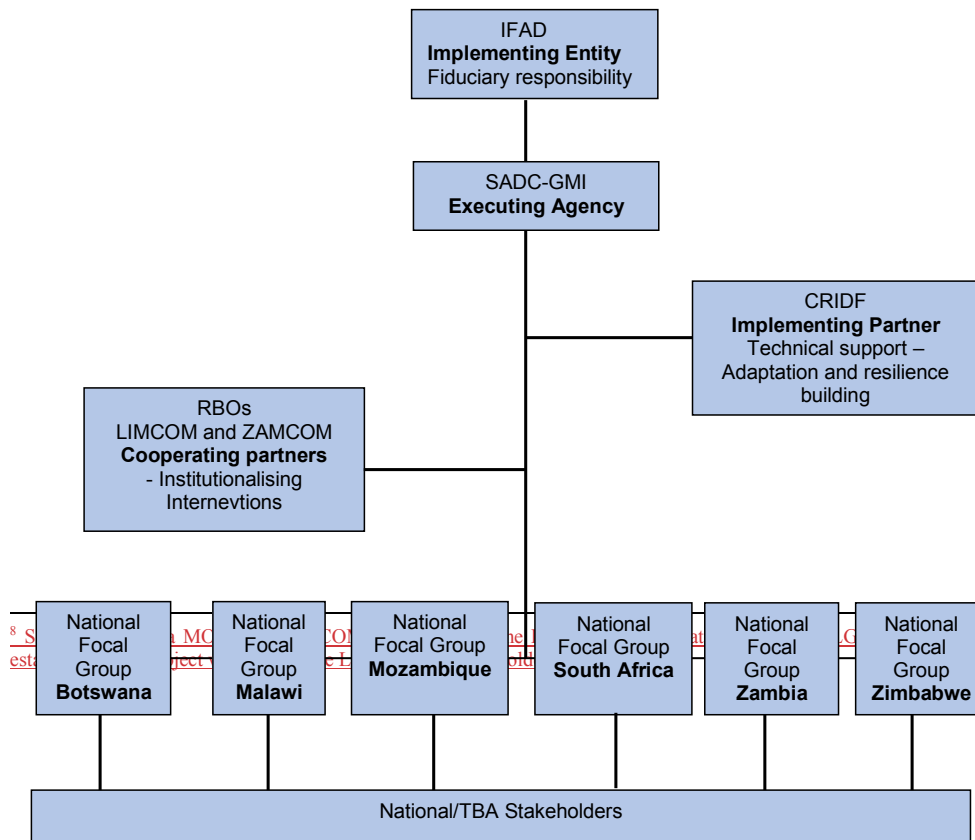 IFAD
Implementing Entity
Fiduciary responsibility
SADC-GMI
Executing Agency
CRIDF
Implementing Partner
Technical support –
Adaptation and resilience
building
RBOs
LIMCOM and ZAMCOM
Cooperating partners
- Institutionalising
Internevtions
National
Focal
Group
Botswana
National
Focal
Group
Malawi
National
Focal Group
Mozambique
National
Focal Group
South Africa
National
Focal
Group
Zambia
National
Focal
Group
Zimbabwe
8
National/TBA Stakeholders